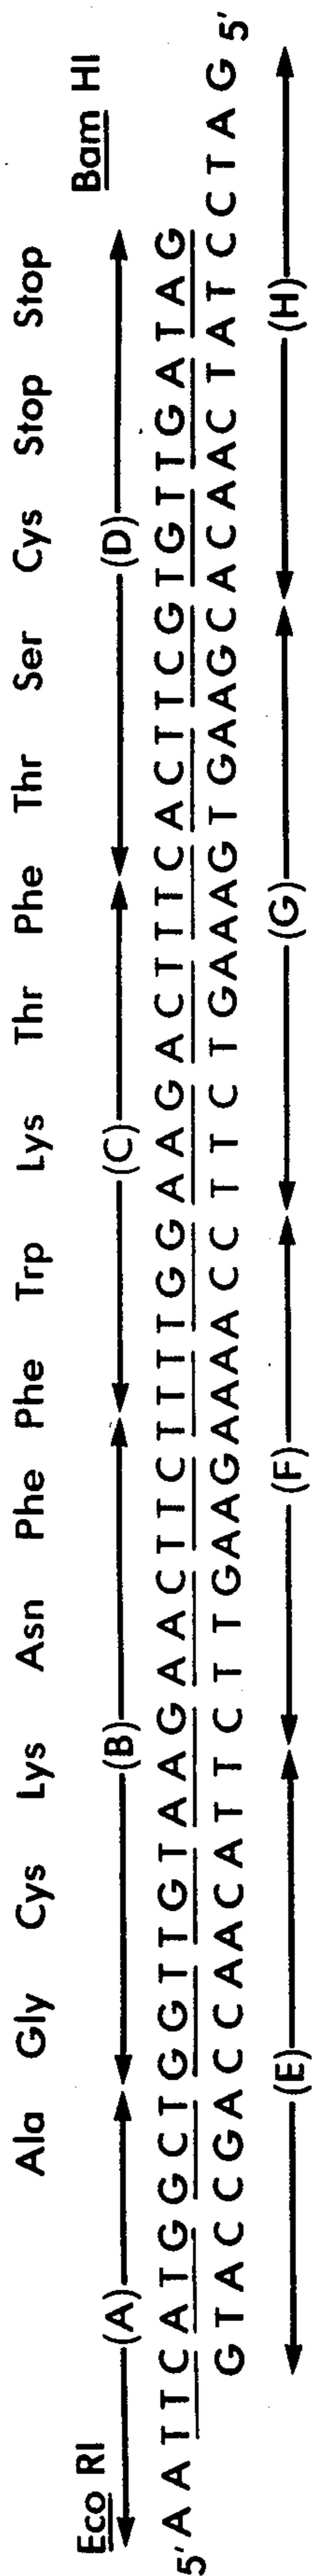 Ala Gly Cys Lys Asn Phe Phe Trp Lys Thr Phe Thr Ser Cys Stop Stop
Eco RI Bam HI
(A) (B) (C) (D)
5' A A T T C A T G G C T G G T T G T A A G A A C T T C T T T T G G A A G A C T T T C A C T T C G T G T T G A T A G
G T A C C G A C C A A C A T T C T T G A A G A A A A C C T T C T G A A A G T G A A G C A C A A C T A T C C T A G 5'
(E) (F) (G) (H)